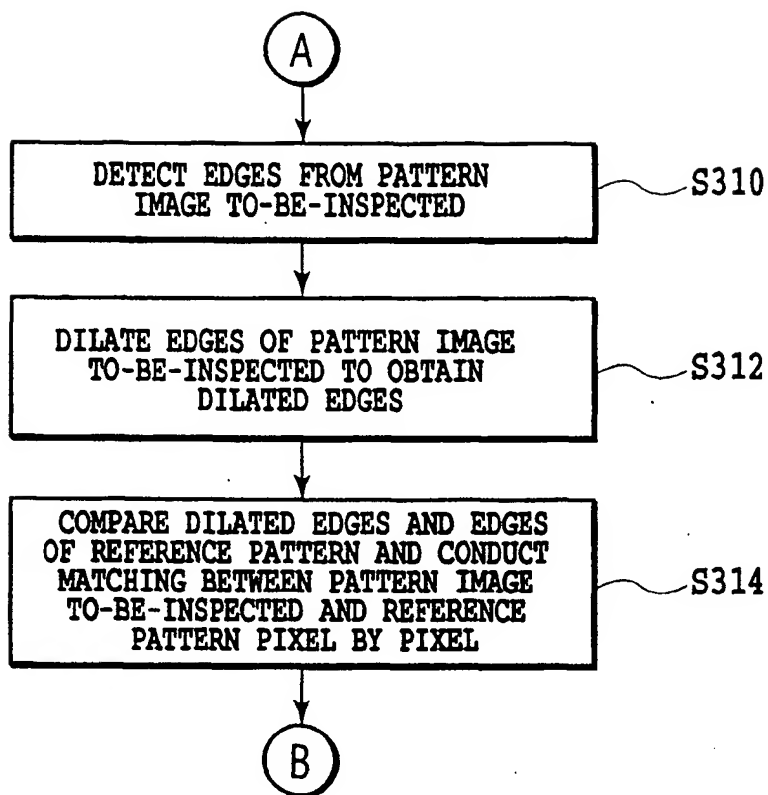 A
DETECT EDGES FROM PATTERN
IMAGE TO-BE-INSPECTED
S310
DILATE EDGES OF PATTERN IMAGE
TO-BE-INSPECTED TO OBTAIN
DILATED EDGES
S312
COMPARE DILATED EDGES AND EDGES
OF REFERENCE PATTERN AND CONDUCT
MATCHING BETWEEN PATTERN IMAGE
TO-BE-INSPECTED AND REFERENCE
PATTERN PIXEL BY PIXEL
S314
B